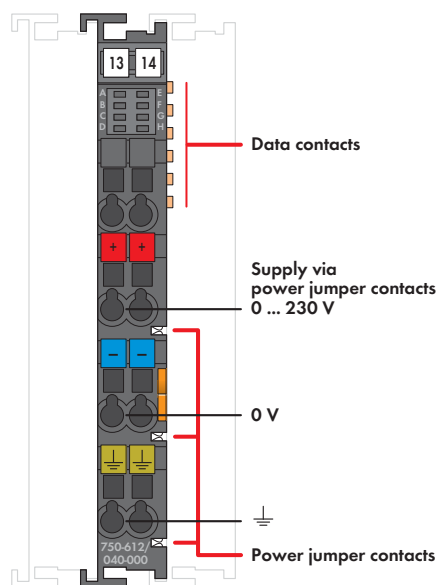 13 14
A E
B F
C G
D H
Data contacts
+ +
Supply via
power jumper contacts
0 ... 230 V
– –
0 V
750-612/
040-000
Power jumper contacts